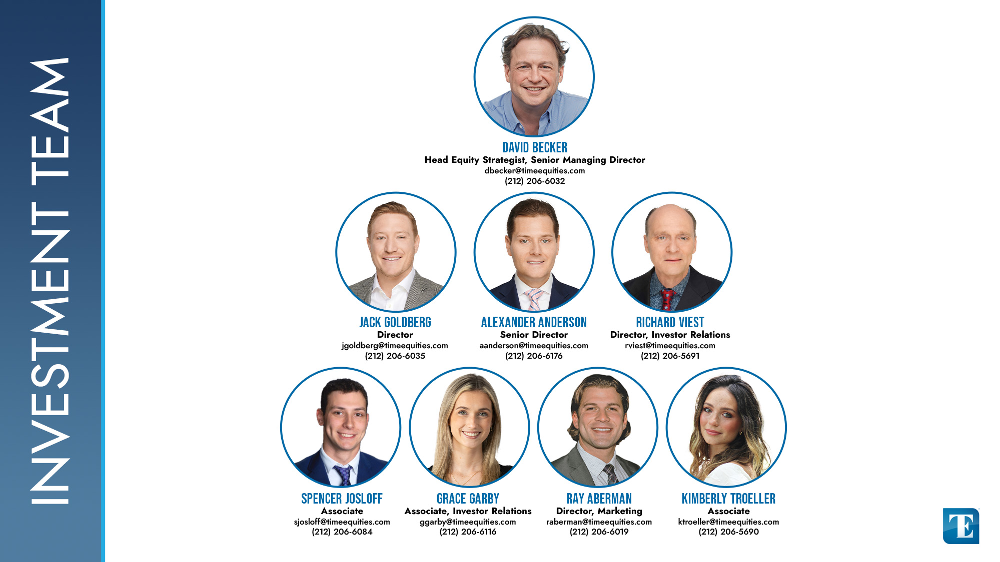 INVESTMENT TEAM
DAVID BECKER
Head Equity Strategist, Senior Managing Director
dbecker@timeequities.com
(212) 206-6032
JACK GOLDBERG
Director
jgoldberg@timeequities.com
(212) 206-6035
ALEXANDER ANDERSON
Senior Director
aanderson@timeequities.com
(212) 206-6176
RICHARD VIEST
Director, Investor Relations
rviest@timeequities.com
(212) 206-5691
SPENCER JOSLOFF
Associate
sjosloff@timeequities.com
(212) 206-6084
GRACE GARBY
Associate, Investor Relations
ggarby@timeequities.com
(212) 206-6116
RAY ABERMAN
Director, Marketing
raberman@timeequities.com
(212) 206-6019
KIMBERLY TROELLER
Associate
ktroeller@timeequities.com
(212) 206-5690
TE